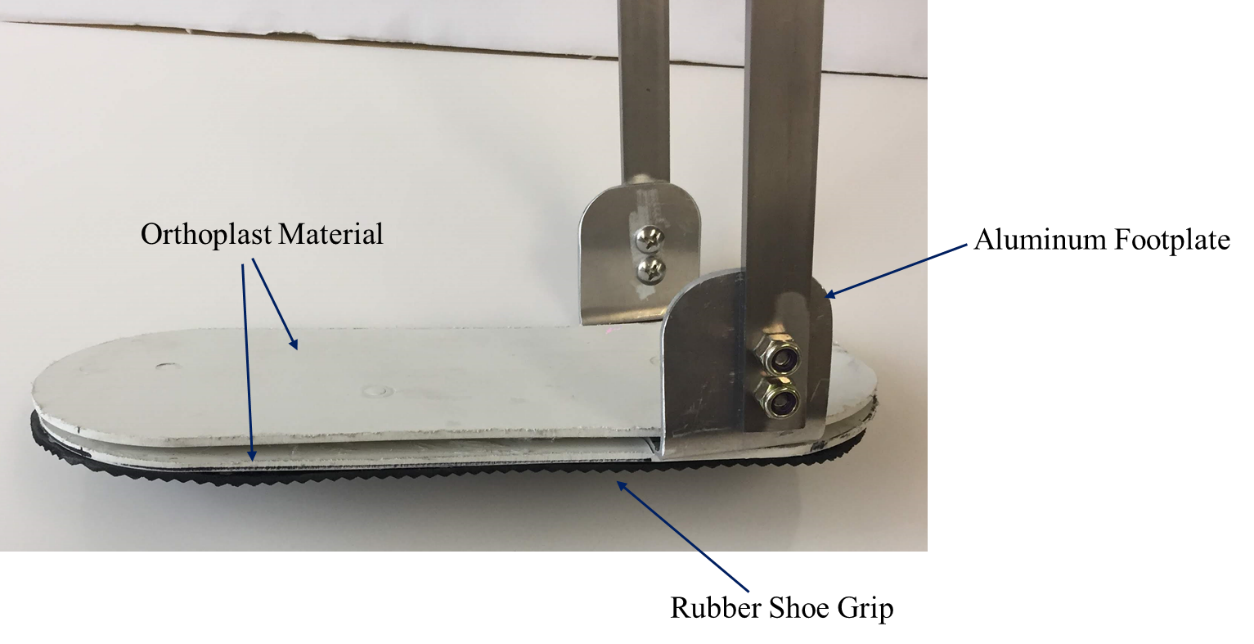 Orthoplast Material
Aluminum Footplate
Rubber Shoe Grip